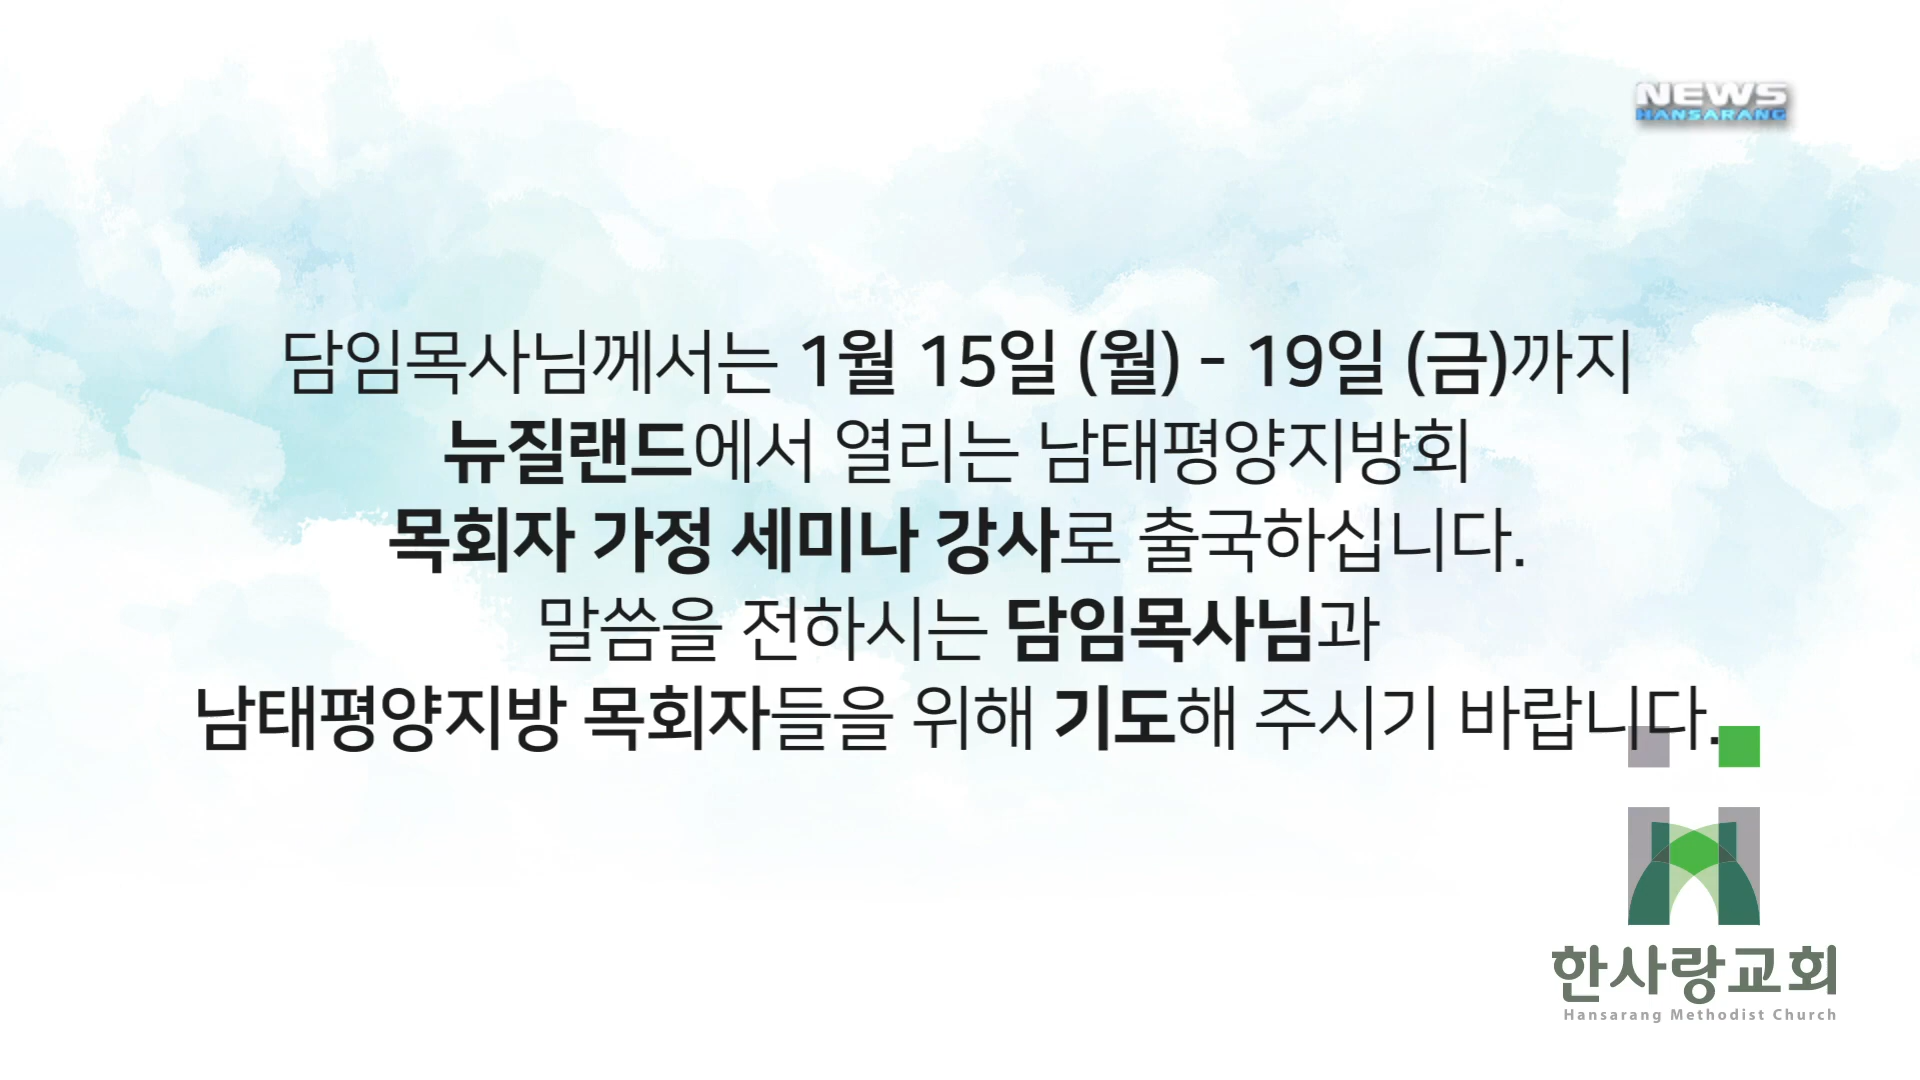 NEWS
HANSARANG
담임목사님께서는 1월 15일 (월) - 19일 (금)까지
뉴질랜드에서 열리는 남태평양지방회
목회자 가정 세미나 강사로 출국하십니다.
말씀을 전하시는 담임목사님과
남태평양지방 목회자들을 위해 기도해 주시기 바랍니다.
한사랑교회
Hansarang Methodist Church